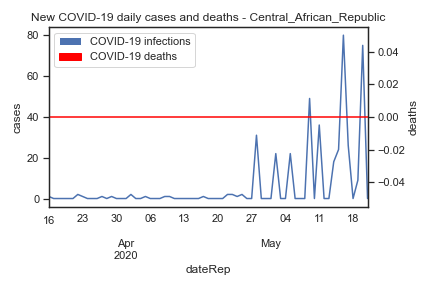 New COVID-19 daily cases and deaths - Central_African_Republic
COVID-19 infections
COVID-19 deaths
80
60
40
20
0
cases
0.04
0.02
0.00
−0.02
−0.04
deaths
16 23 30 06 13 20 27 04 11 18
Apr May
2020
dateRep